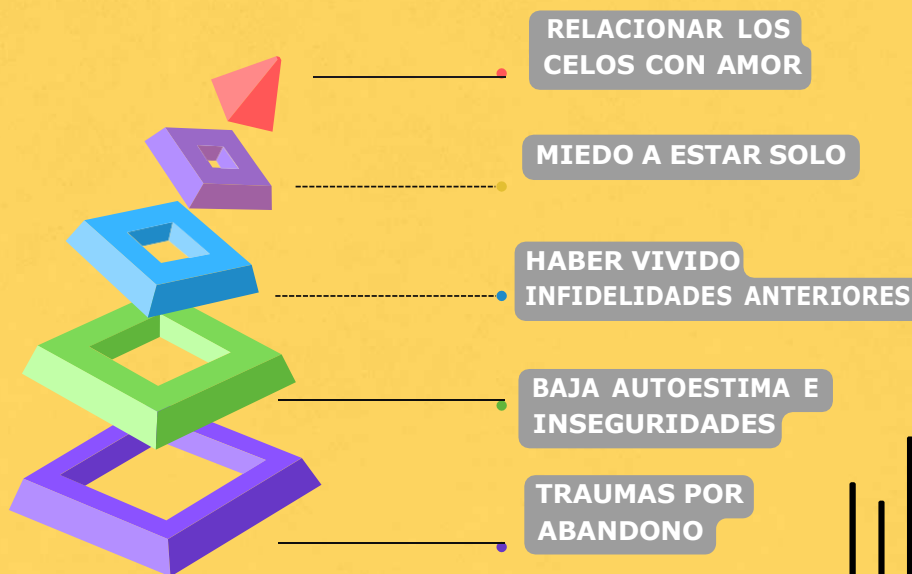 RELACIONAR LOS
CELOS CON AMOR
MIEDO A ESTAR SOLO
HABER VIVIDO
INFIDELIDADES ANTERIORES
BAJA AUTOESTIMA E
INSEGURIDADES
TRAUMAS POR
ABANDONO